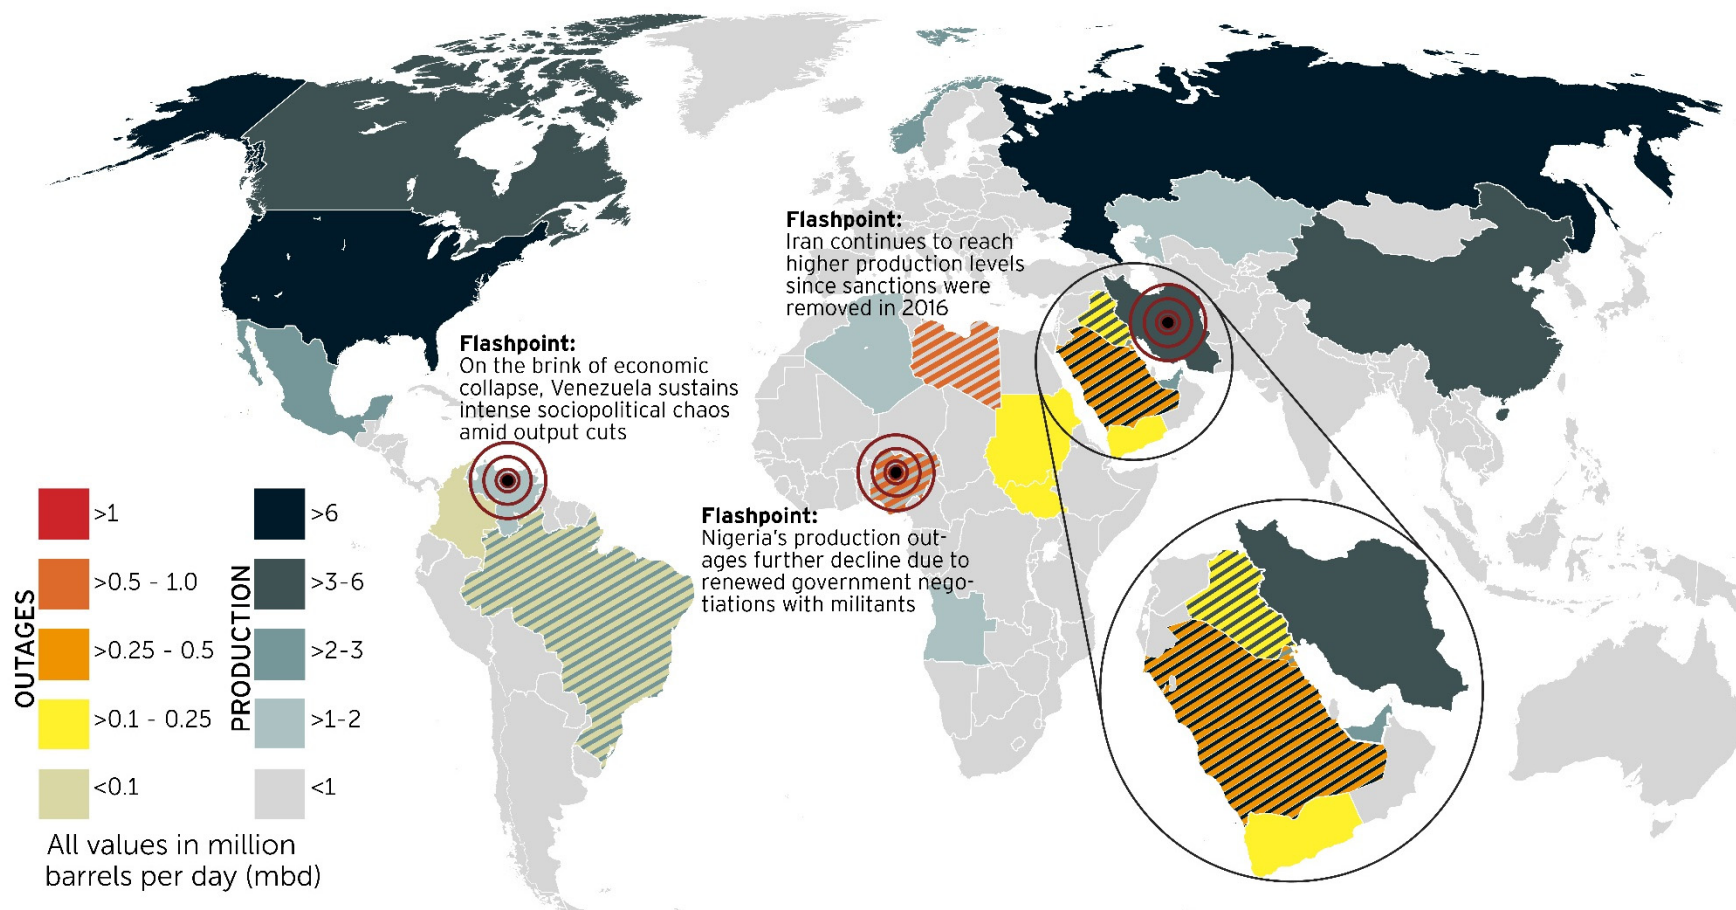 Flashpoint:
Iran continues to reach
higher production levels
since sanctions were
removed in 2016
Flashpoint:
On the brink of economic
collapse, Venezuela sustains
intense sociopolitical chaos
amid output cuts
Flashpoint:
Nigeria's production out-
ages further decline due to
renewed government nego-
tiations with militants
OUTAGES
>1
>0.5 - 1.0
>0.25 - 0.5
>0.1 - 0.25
<0.1
PRODUCTION
>6
>3-6
>2-3
>1-2
<1
All values in million
barrels per day (mbd)